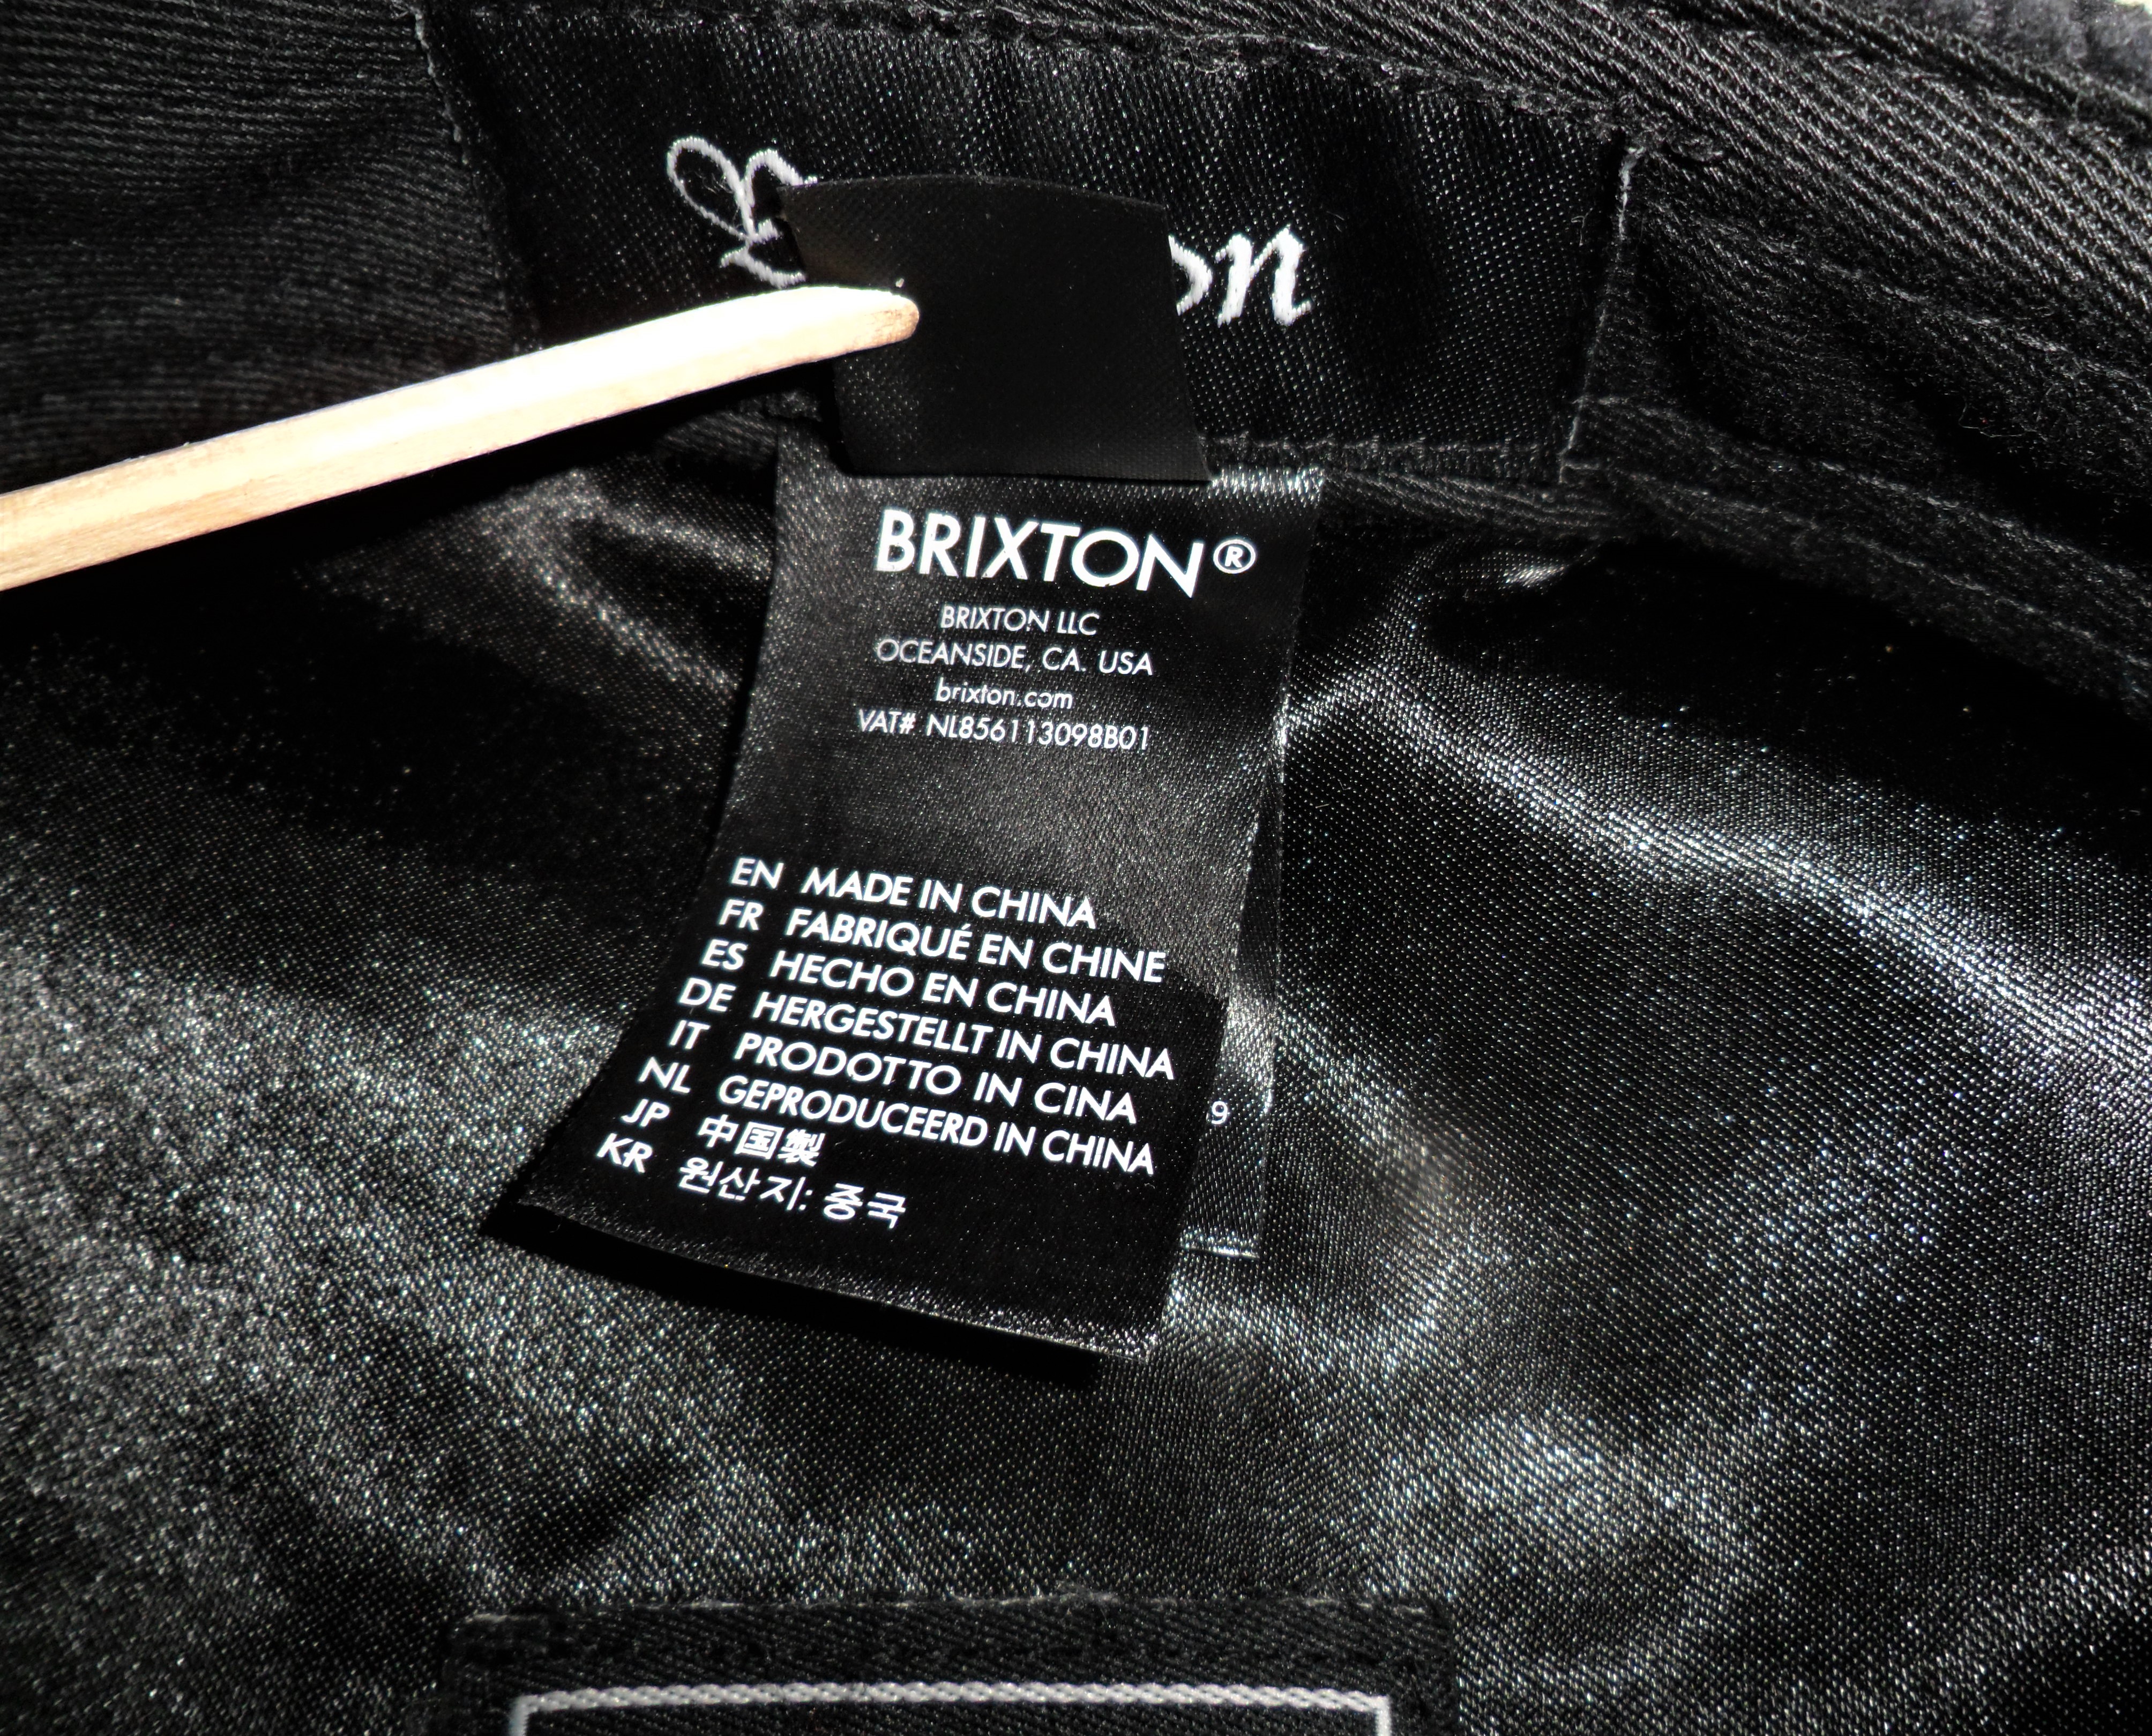 BRIXTON®
BRIXTON LLC
OCEANSIDE, CA. USA
brixton.com
VAT# NL856113098B01
EN MADE IN CHINA
FR FABRIQUÉ EN CHINE
ES HECHO EN CHINA
DE HERGESTELLT IN CHINA
IT PRODOTTO IN CINA
NL GEPRODUCEERD IN CHINA
JP 中国製
KR 원산지: 중국